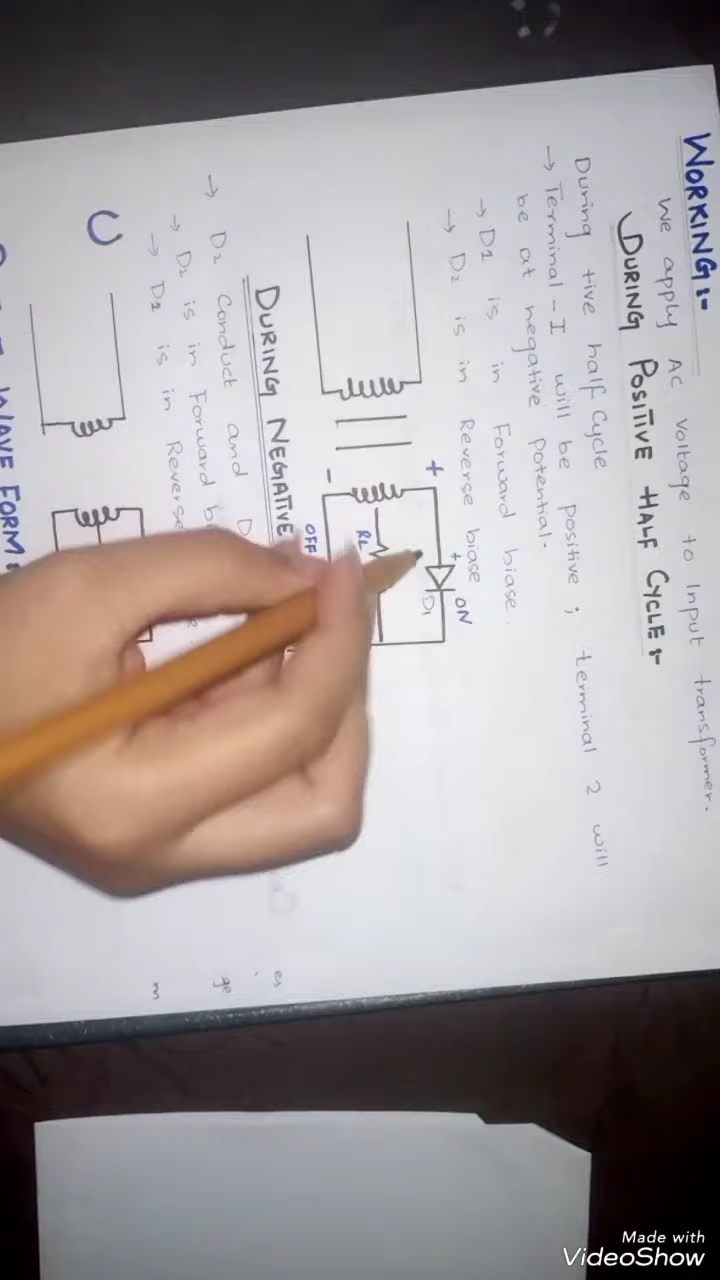 WORKING:-
We apply AC voltage to Input transformer.
DURING POSITIVE HALF CYCLE:-
During +ive half Cycle
→ Terminal-I will be positive; terminal 2 will
be at negative potential.
→ D1 is in Forward biase.
→ D2 is in Reverse biase
+
-
+
ON
D1
RL
OFF
DURING NEGATIVE
→ D2 Conduct and D
→ D2 is in Forward b
→ D1 is in Reverse
WAVE FORM:
es
ge
m
Made with
VideoShow